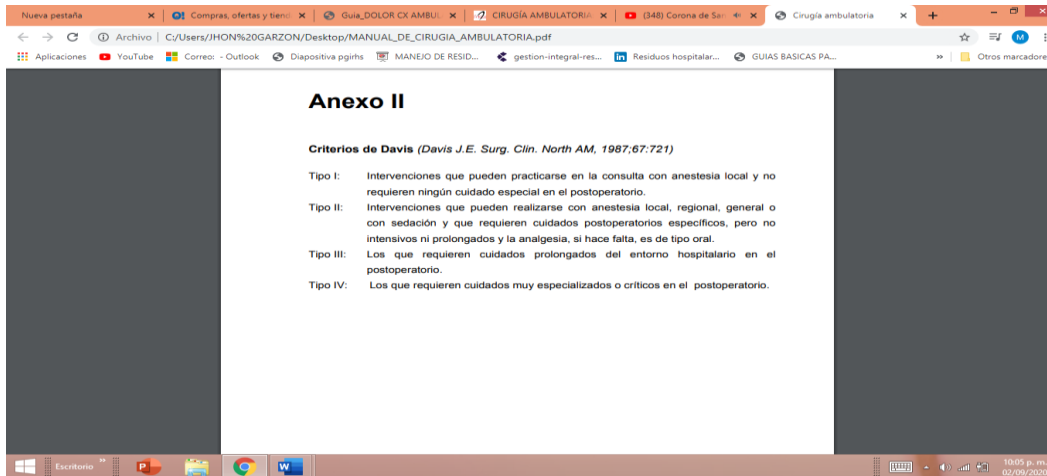 Nueva pestaña
Compras, ofertas y tiend
Guia_DOLOR CX AMBUL
CIRUGÍA AMBULATORIA
(348) Corona de San
Cirugía ambulatoria
Archivo | C:/Users/JHON%20GARZON/Desktop/MANUAL_DE_CIRUGIA_AMBULATORIA.pdf
M
Aplicaciones YouTube Correo: - Outlook Diapositiva pgirhs MANEJO DE RESID... gestion-integral-res... Residuos hospitalar... GUIAS BASICAS PA... » Otros marcadore
Anexo II
Criterios de Davis (Davis J.E. Surg. Clin. North AM, 1987;67:721)
Tipo I: Intervenciones que pueden practicarse en la consulta con anestesia local y no
requieren ningún cuidado especial en el postoperatorio.
Tipo II: Intervenciones que pueden realizarse con anestesia local, regional, general o
con sedación y que requieren cuidados postoperatorios específicos, pero no
intensivos ni prolongados y la analgesia, si hace falta, es de tipo oral.
Tipo III: Los que requieren cuidados prolongados del entorno hospitalario en el
postoperatorio.
Tipo IV: Los que requieren cuidados muy especializados o críticos en el postoperatorio.
Escritorio »
10:05 p. m.
02/09/2020